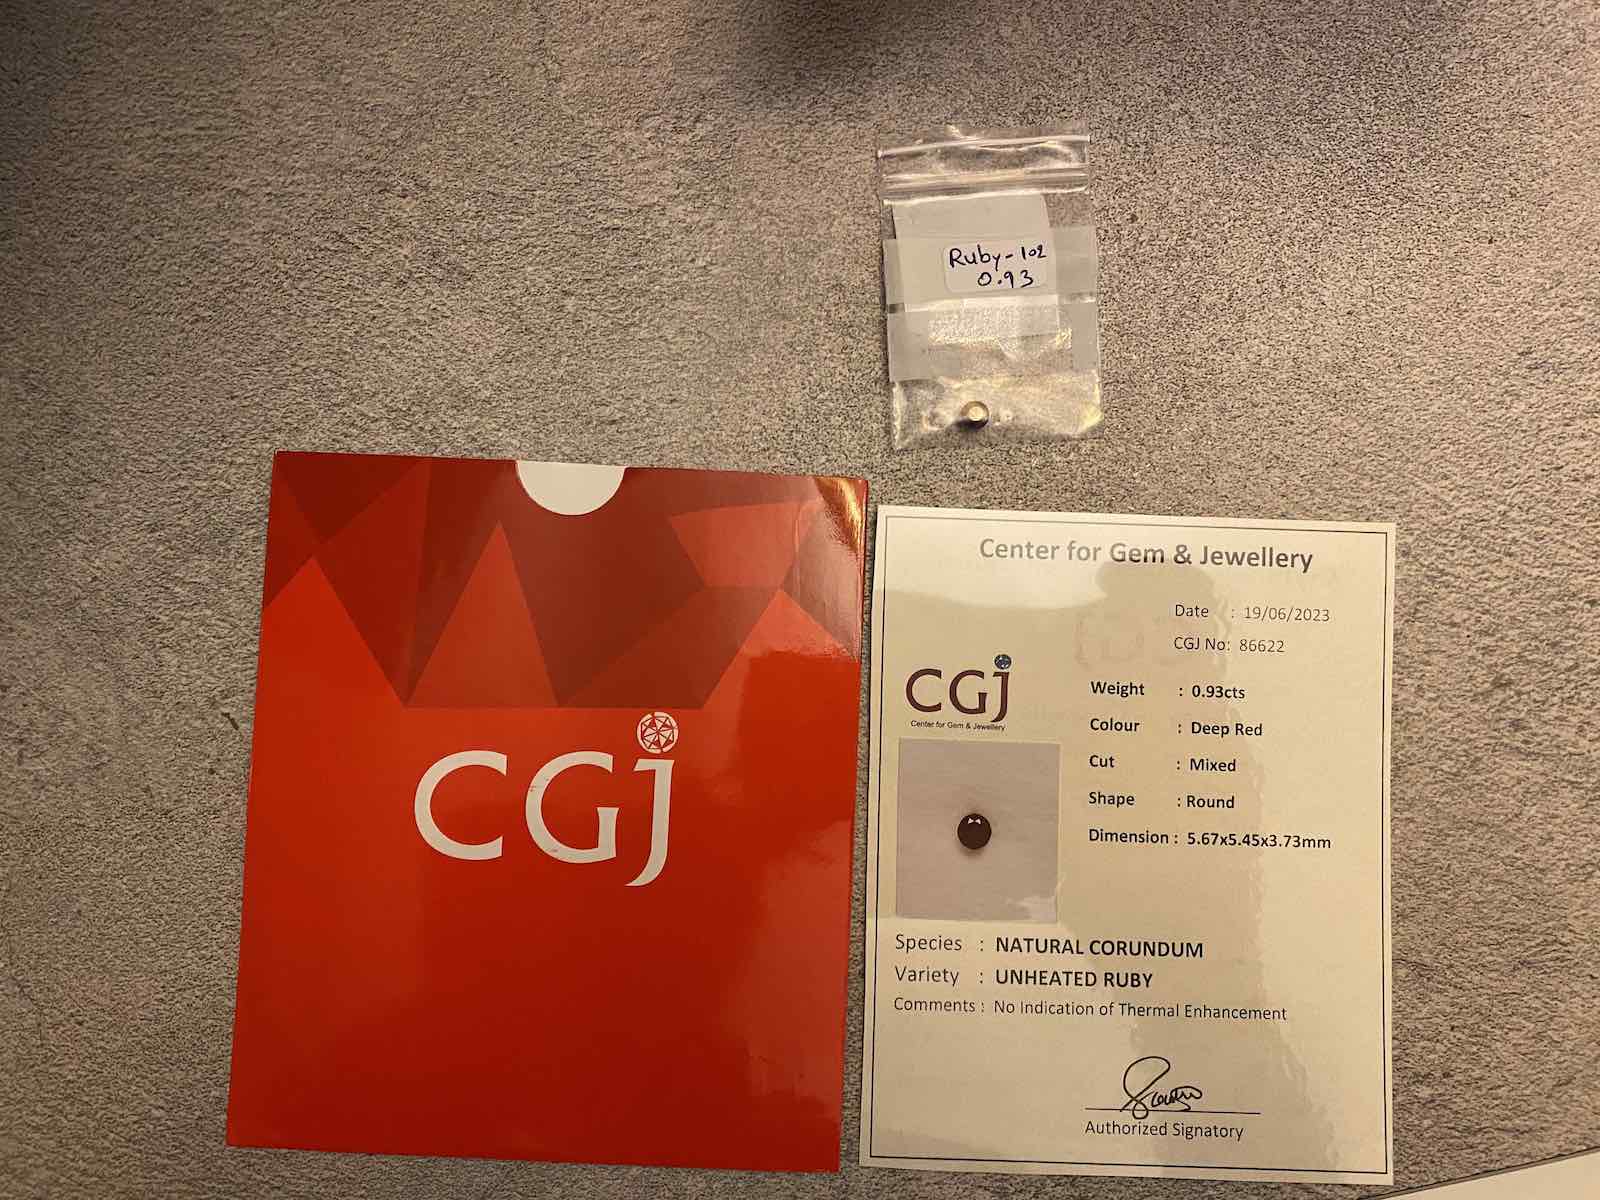 Ruby-102
0.93
CGJ
Center for Gem & Jewellery
Date : 19/06/2023
CGJ No: 86622
CGJ
Center for Gem & Jewellery
Weight : 0.93cts
Colour : Deep Red
Cut : Mixed
Shape : Round
Dimension : 5.67x5.45x3.73mm
Species : NATURAL CORUNDUM
Variety : UNHEATED RUBY
Comments : No Indication of Thermal Enhancement
Authorized Signatory